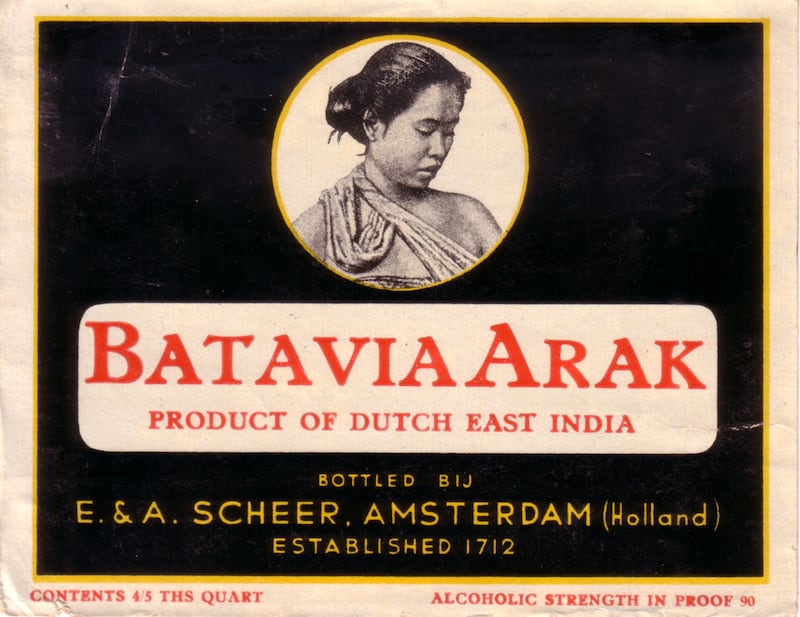 BATAVIA ARAK
PRODUCT OF DUTCH EAST INDIA
BOTTLED BIJ
E. & A. SCHEER, AMSTERDAM (Holland)
ESTABLISHED 1712
CONTENTS 4/5 THS QUART ALCOHOLIC STRENGTH IN PROOF 90